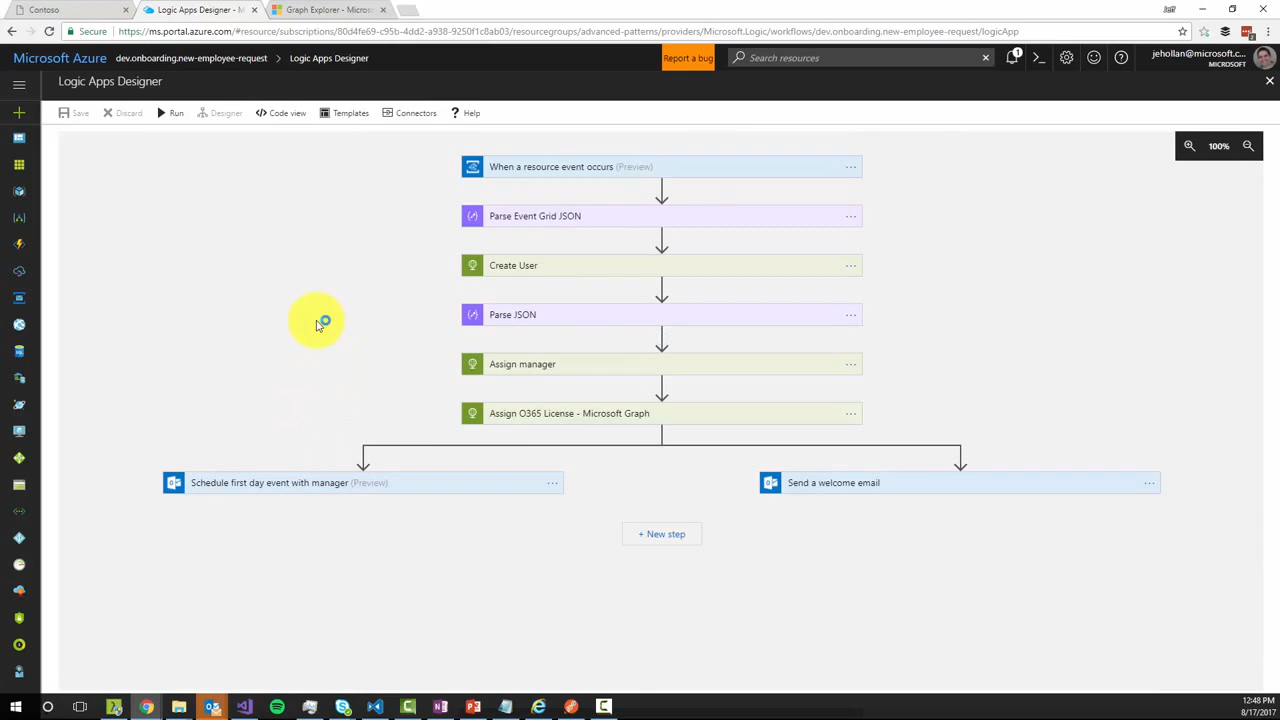 Contoso
Logic Apps Designer - M
Graph Explorer - Microso
Jeff
Secure
https://ms.portal.azure.com/#resource/subscriptions/80d4fe69-c95b-4dd2-a938-9250f1c8ab03/resourcegroups/advanced-patterns/providers/Microsoft.Logic/workflows/dev.onboarding.new-employee-request/logicApp
Microsoft Azure
dev.onboarding.new-employee-request
Logic Apps Designer
Report a bug
Search resources
1
jehollan@microsoft.c...
MICROSOFT
Logic Apps Designer
Save
Discard
Run
Designer
Code view
Templates
Connectors
Help
100%
When a resource event occurs (Preview)
Parse Event Grid JSON
Create User
Parse JSON
Assign manager
Assign O365 License - Microsoft Graph
Schedule first day event with manager (Preview)
Send a welcome email
+ New step
12:48 PM
8/17/2017